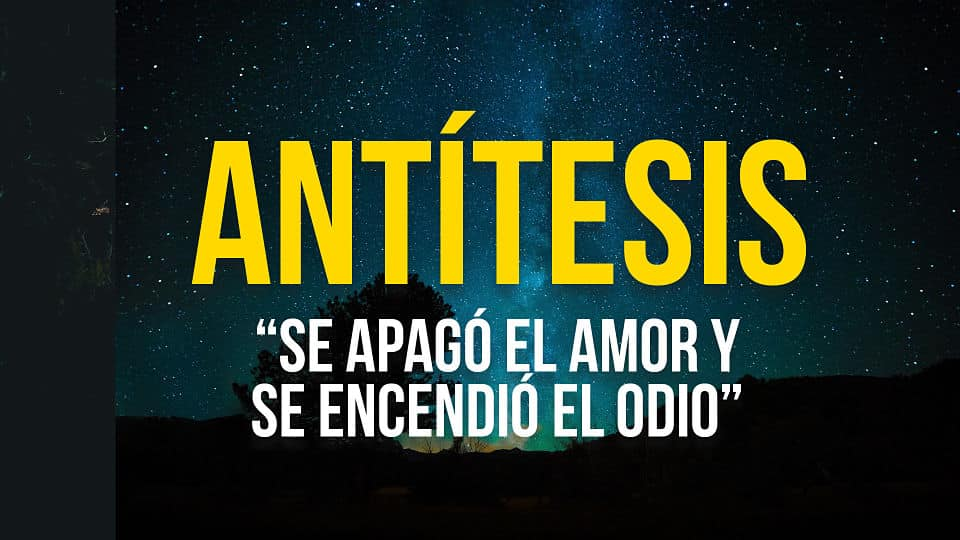 ANTÍTESIS
“SE APAGÓ EL AMOR Y
SE ENCENDIÓ EL ODIO”